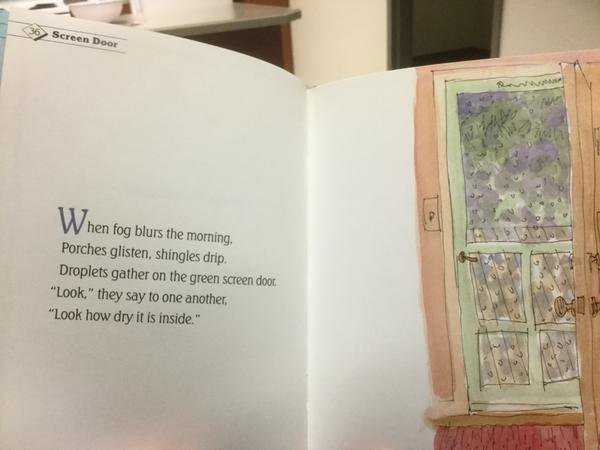 36 Screen Door
When fog blurs the morning,
Porches glisten, shingles drip.
Droplets gather on the green screen door.
"Look," they say to one another,
"Look how dry it is inside."